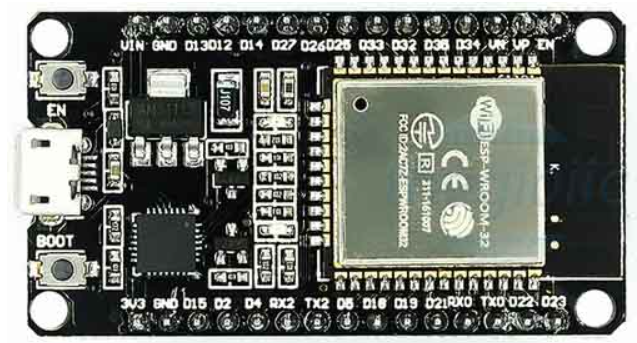 VIN GND D13 D12 D14 D27 D26 D25 D33 D32 D35 D34 VN VP EN
EN
J107
WiFi ESP-WROOM-32
CE
R 211-161007
FCC ID:2AC7Z-ESPWROOM32
BOOT
3V3 GND D15 D2 D4 RX2 TX2 D5 D18 D19 D21 RX0 TX0 D22 D23